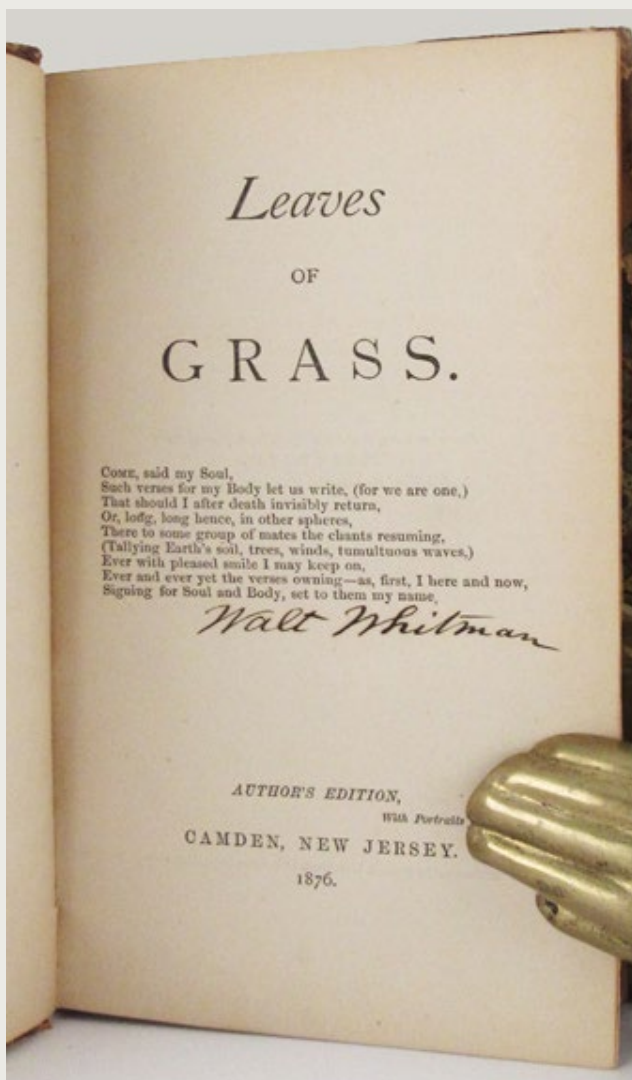 Leaves
OF
GRASS.
COME, said my Soul,
Such verses for my Body let us write, (for we are one,)
That should I after death invisibly return,
Or, long, long hence, in other spheres,
There to some group of mates the chants resuming,
(Tallying Earth's soil, trees, winds, tumultuous waves,)
Ever with pleased smile I may keep on,
Ever and ever yet the verses owning—as, first, I here and now,
Signing for Soul and Body, set to them my name,
Walt Whitman
AUTHOR'S EDITION,
With Portraits
CAMDEN, NEW JERSEY.
1876.